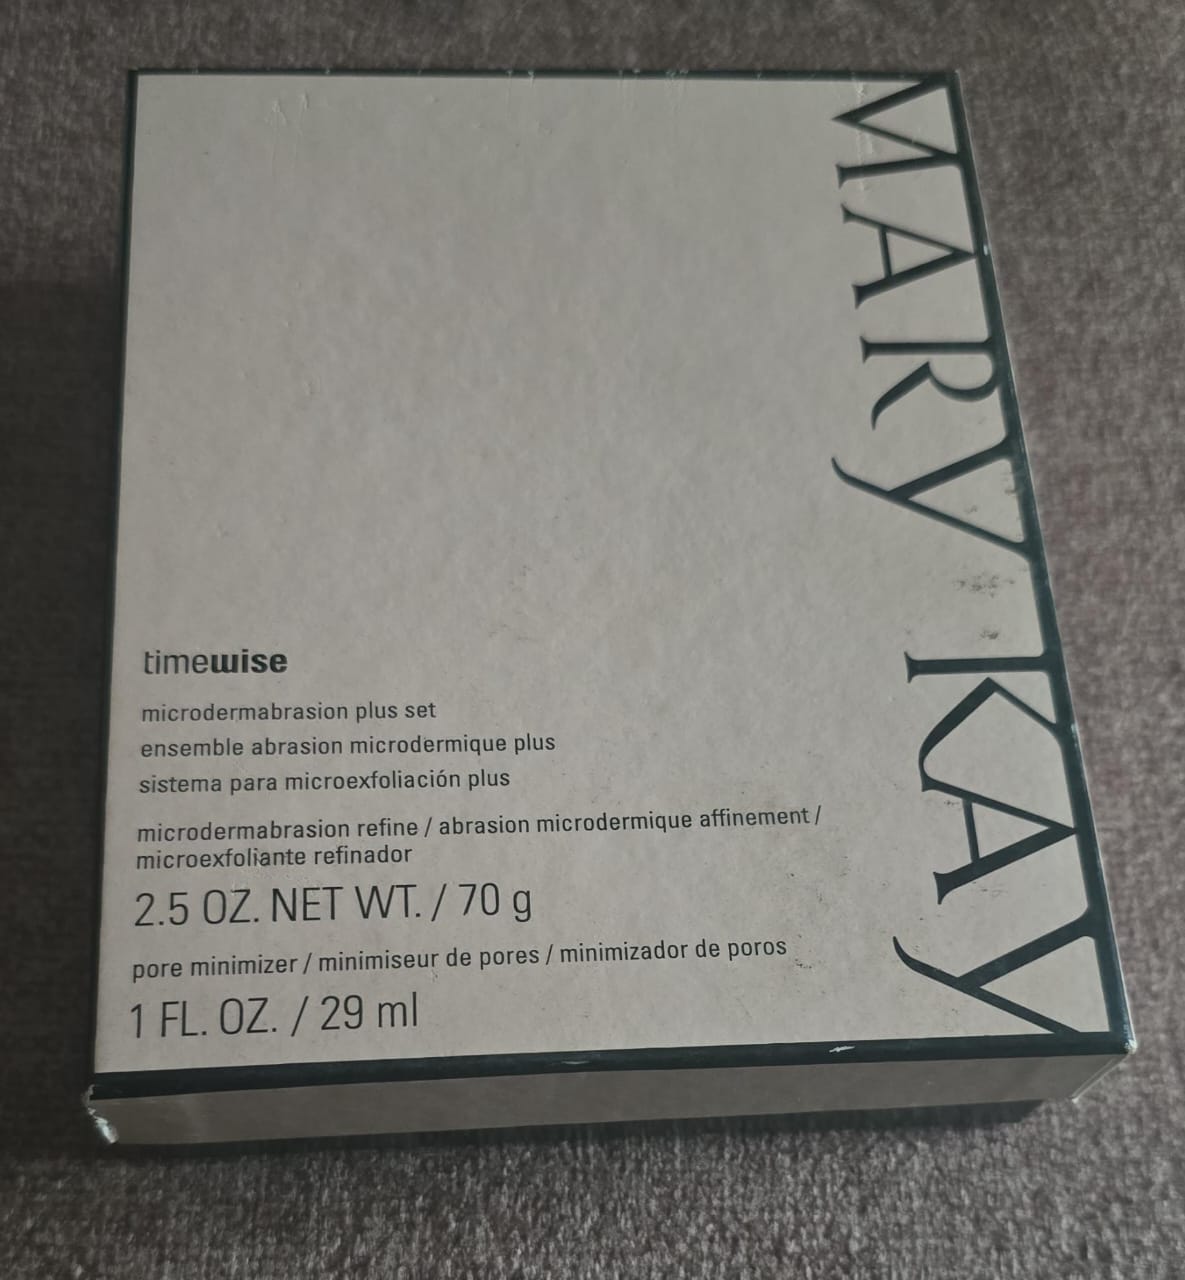 MARY KAY
timewise
microdermabrasion plus set
ensemble abrasion microdermique plus
sistema para microexfoliación plus
microdermabrasion refine / abrasion microdermique affinement /
microexfoliante refinador
2.5 OZ. NET WT. / 70 g
pore minimizer / minimiseur de pores / minimizador de poros
1 FL. OZ. / 29 ml